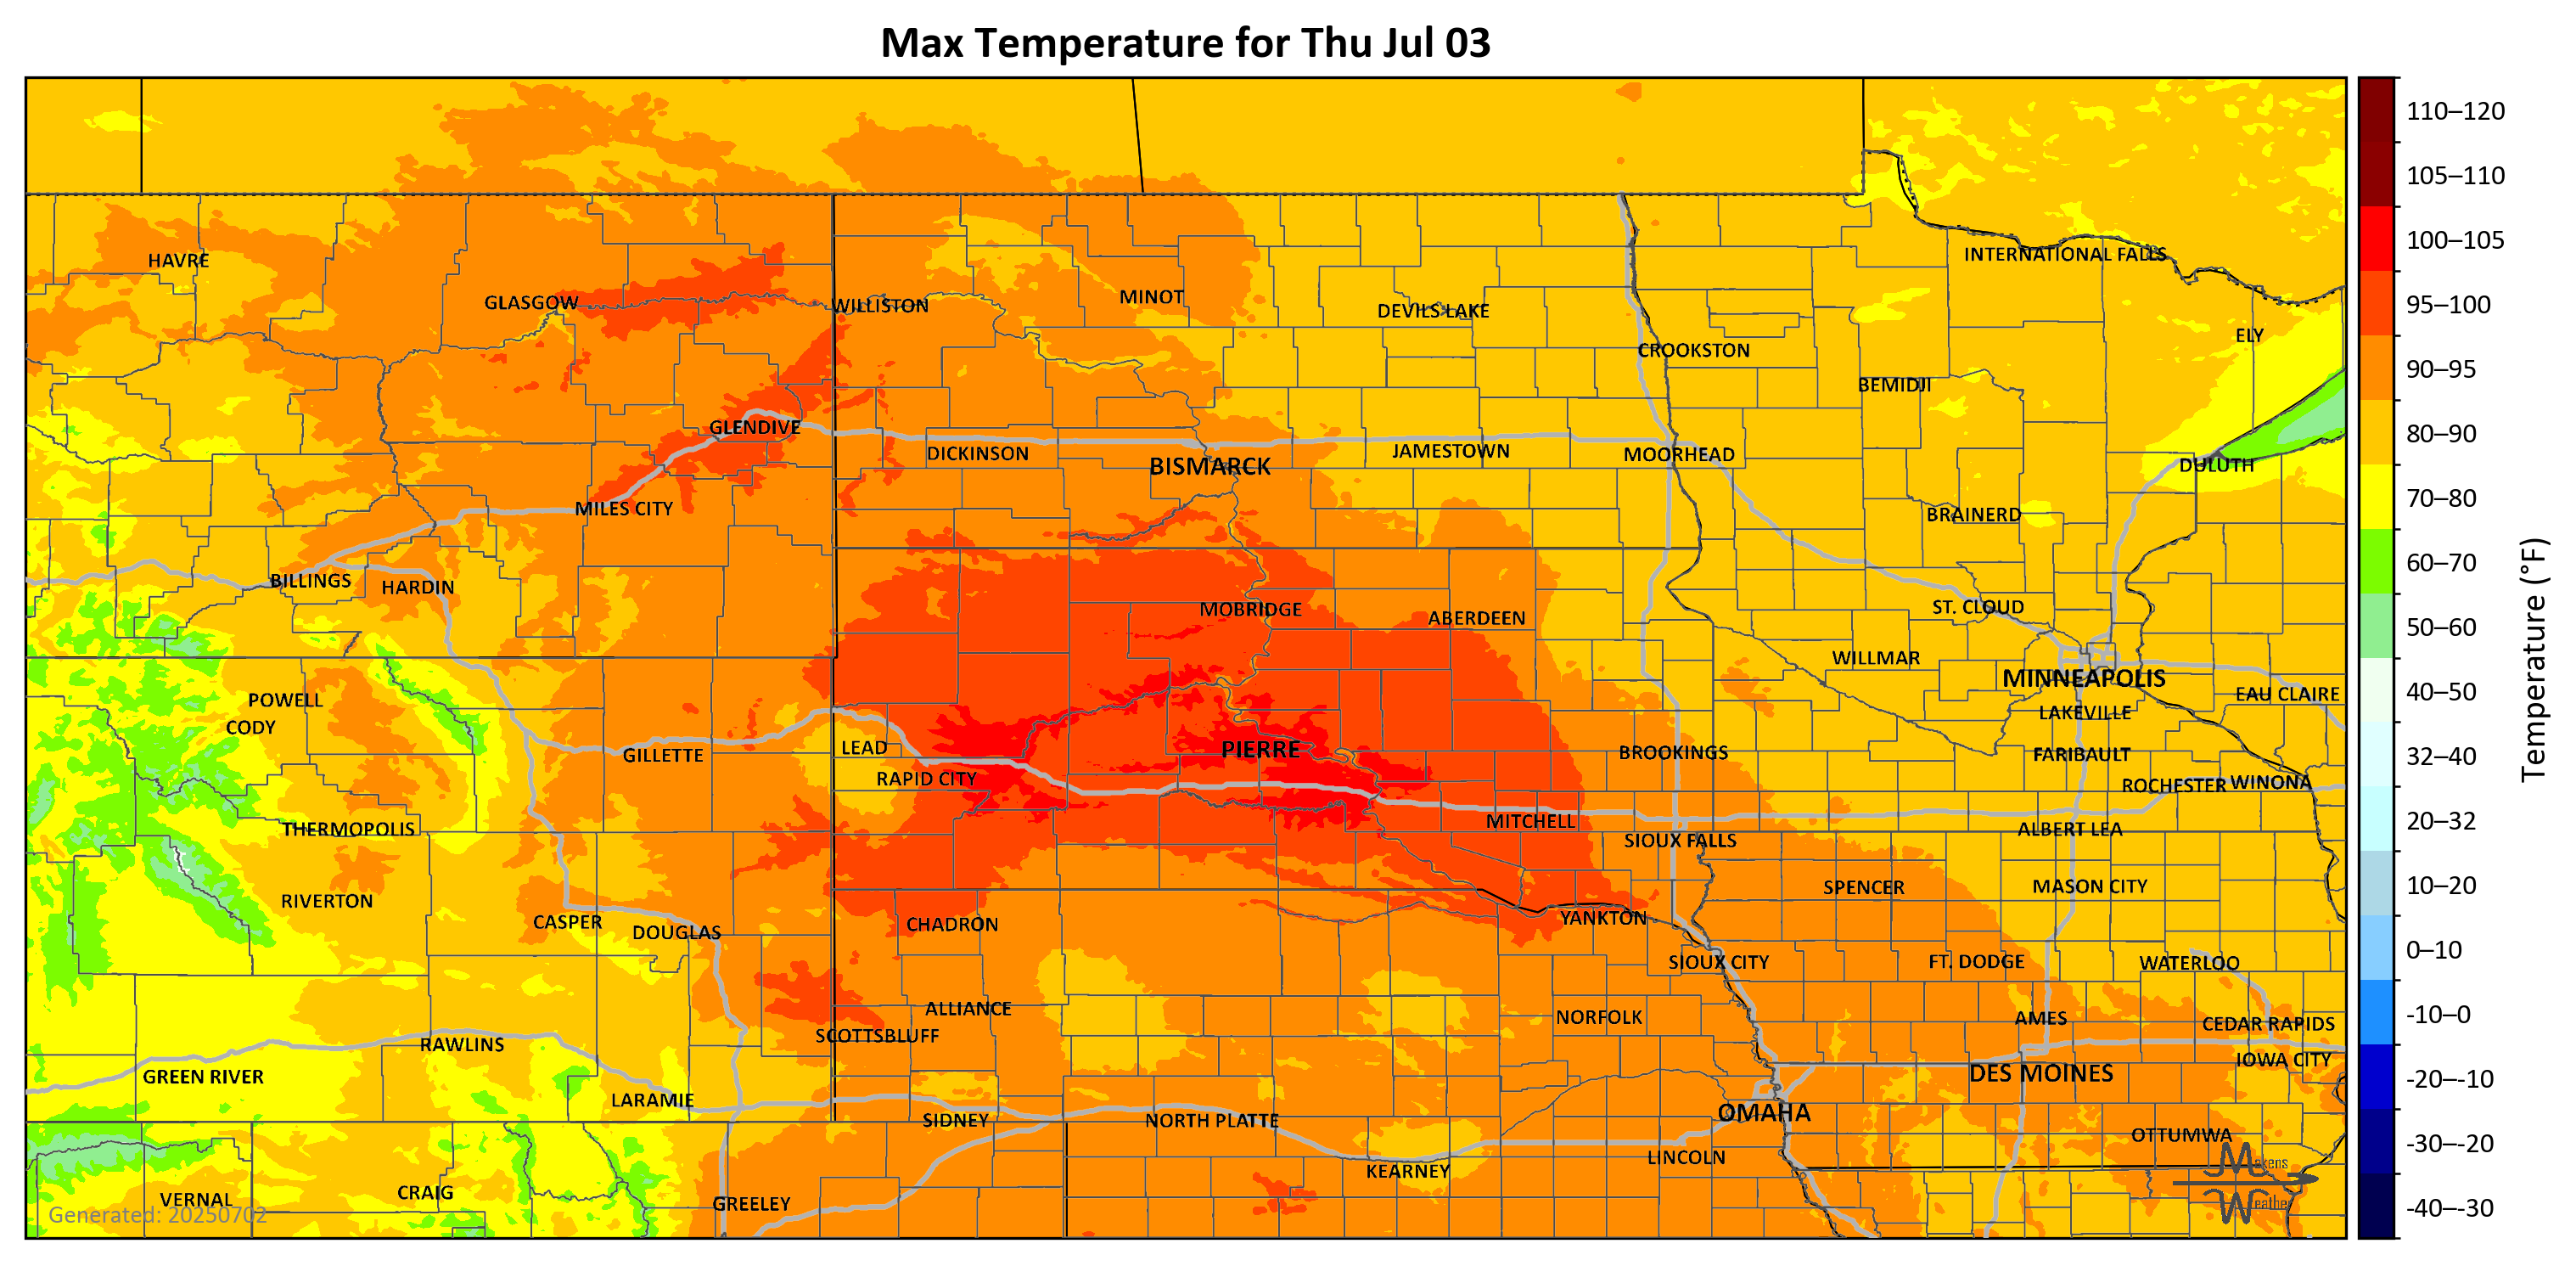 Max Temperature for Thu Jul 03
110–120
105–110
HAVRE
INTERNATIONAL FALLS
100–105
GLASGOW
WILLISTON
MINOT
DEVILS LAKE
95–100
ELY
CROOKSTON
BEMIDJI
90–95
GLENDIVE
DICKINSON
BISMARCK
JAMESTOWN
MOORHEAD
DULUTH
80–90
MILES CITY
BRAINERD
70–80
BILLINGS
HARDIN
60–70
MOBRIDGE
ABERDEEN
ST. CLOUD
50–60
WILLMAR
MINNEAPOLIS
POWELL
EAU CLAIRE
40–50
CODY
LAKEVILLE
GILLETTE
LEAD
PIERRE
BROOKINGS
FARIBAULT
32–40
Temperature (°F)
RAPID CITY
ROCHESTER
WINONA
THERMOPOLIS
MITCHELL
SIOUX FALLS
ALBERT LEA
20–32
RIVERTON
SPENCER
MASON CITY
10–20
CASPER
DOUGLAS
CHADRON
YANKTON
SIOUX CITY
FT. DODGE
WATERLOO
0–10
ALLIANCE
NORFOLK
AMES
CEDAR RAPIDS
-10–0
RAWLINS
SCOTTSBLUFF
IOWA CITY
GREEN RIVER
DES MOINES
-20–-10
LARAMIE
SIDNEY
NORTH PLATTE
OMAHA
OTTUMWA
-30–-20
KEARNEY
LINCOLN
Makens
Weather
VERNAL
CRAIG
GREELEY
-40–-30
Generated: 20250702